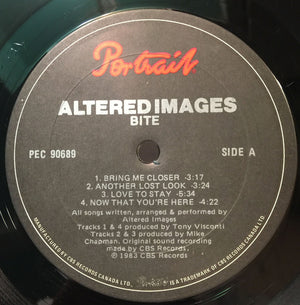 Portrait
ALTERED IMAGES
BITE
PEC 90689
SIDE A
1. BRING ME CLOSER -3:17
2. ANOTHER LOST LOOK -3:24
3. LOVE TO STAY -5:34
4. NOW THAT YOU'RE HERE -4:22
All songs written, arranged & performed by
Altered Images
Tracks 1 & 4 produced by Tony Visconti
Tracks 2 & 3 produced by Mike
Chapman. Original sound recording
made by CBS Records.
℗ 1983 CBS Records
MANUFACTURED BY CBS RECORDS CANADA LTD.
IS A TRADEMARK OF CBS RECORDS CANADA LTD.